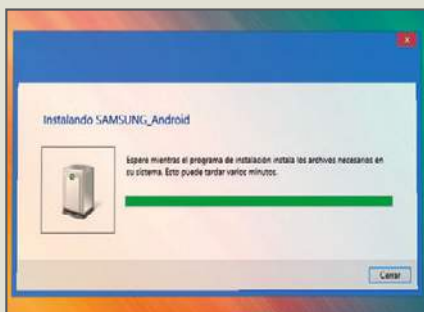 Instalando SAMSUNG_Android
Espere mientras el programa de instalación instala los archivos necesarios en
su sistema. Esto puede tardar varios minutos.
Cerrar